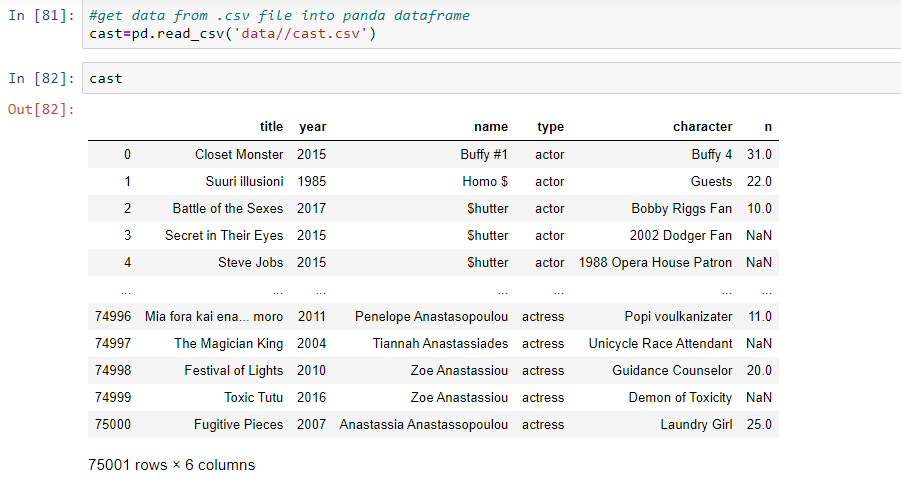 In [81]: #get data from .csv file into panda dataframe
cast=pd.read_csv('data//cast.csv')
In [82]: cast
Out[82]:
title year name type character n
0 Closet Monster 2015 Buffy #1 actor Buffy 4 31.0
1 Suuri illusioni 1985 Homo $ actor Guests 22.0
2 Battle of the Sexes 2017 $hutter actor Bobby Riggs Fan 10.0
3 Secret in Their Eyes 2015 $hutter actor 2002 Dodger Fan NaN
4 Steve Jobs 2015 $hutter actor 1988 Opera House Patron NaN
... ... ... ... ... ... ...
74996 Mia fora kai ena... moro 2011 Penelope Anastasopoulou actress Popi voulkanizater 11.0
74997 The Magician King 2004 Tiannah Anastassiades actress Unicycle Race Attendant NaN
74998 Festival of Lights 2010 Zoe Anastassiou actress Guidance Counselor 20.0
74999 Toxic Tutu 2016 Zoe Anastassiou actress Demon of Toxicity NaN
75000 Fugitive Pieces 2007 Anastassia Anastassopoulou actress Laundry Girl 25.0
75001 rows × 6 columns